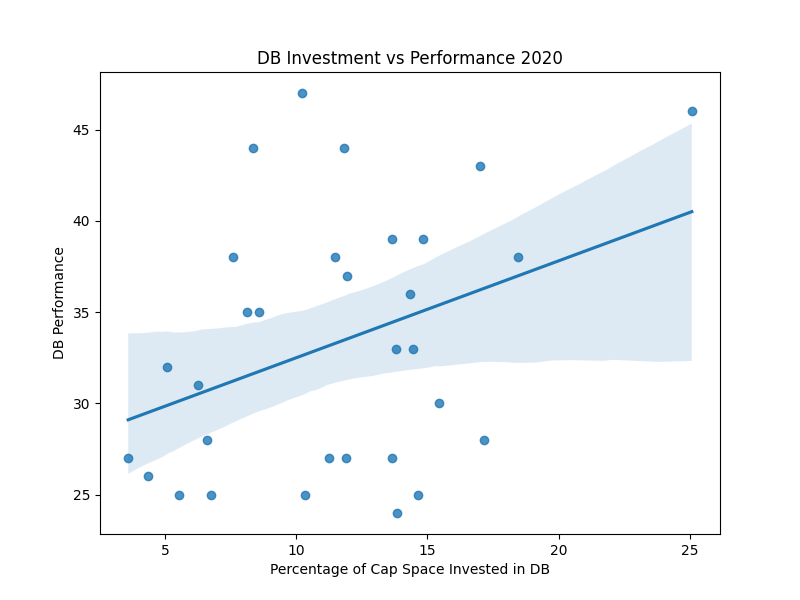 DB Investment vs Performance 2020
45
40
35
30
25
DB Performance
5 10 15 20 25
Percentage of Cap Space Invested in DB